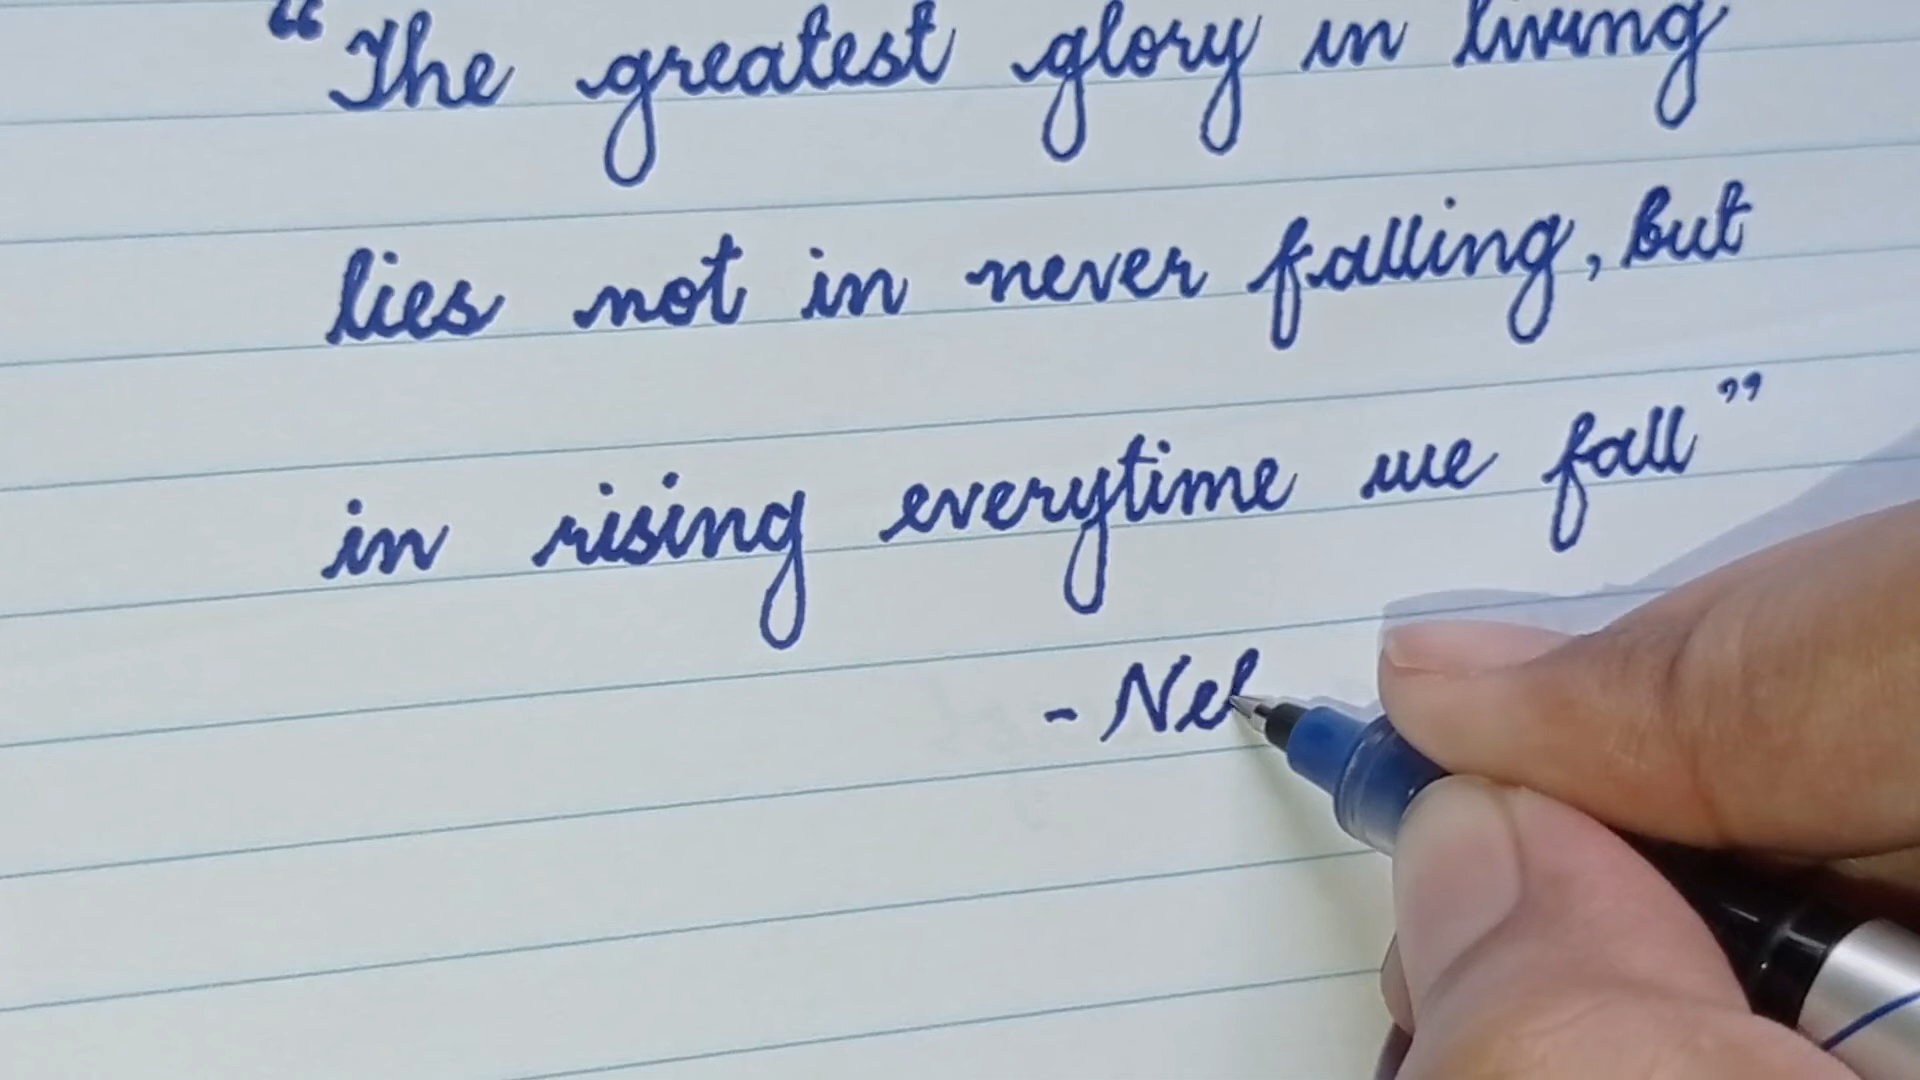 “The greatest glory in living
lies not in never falling, but
in rising everytime we fall”
- Nel